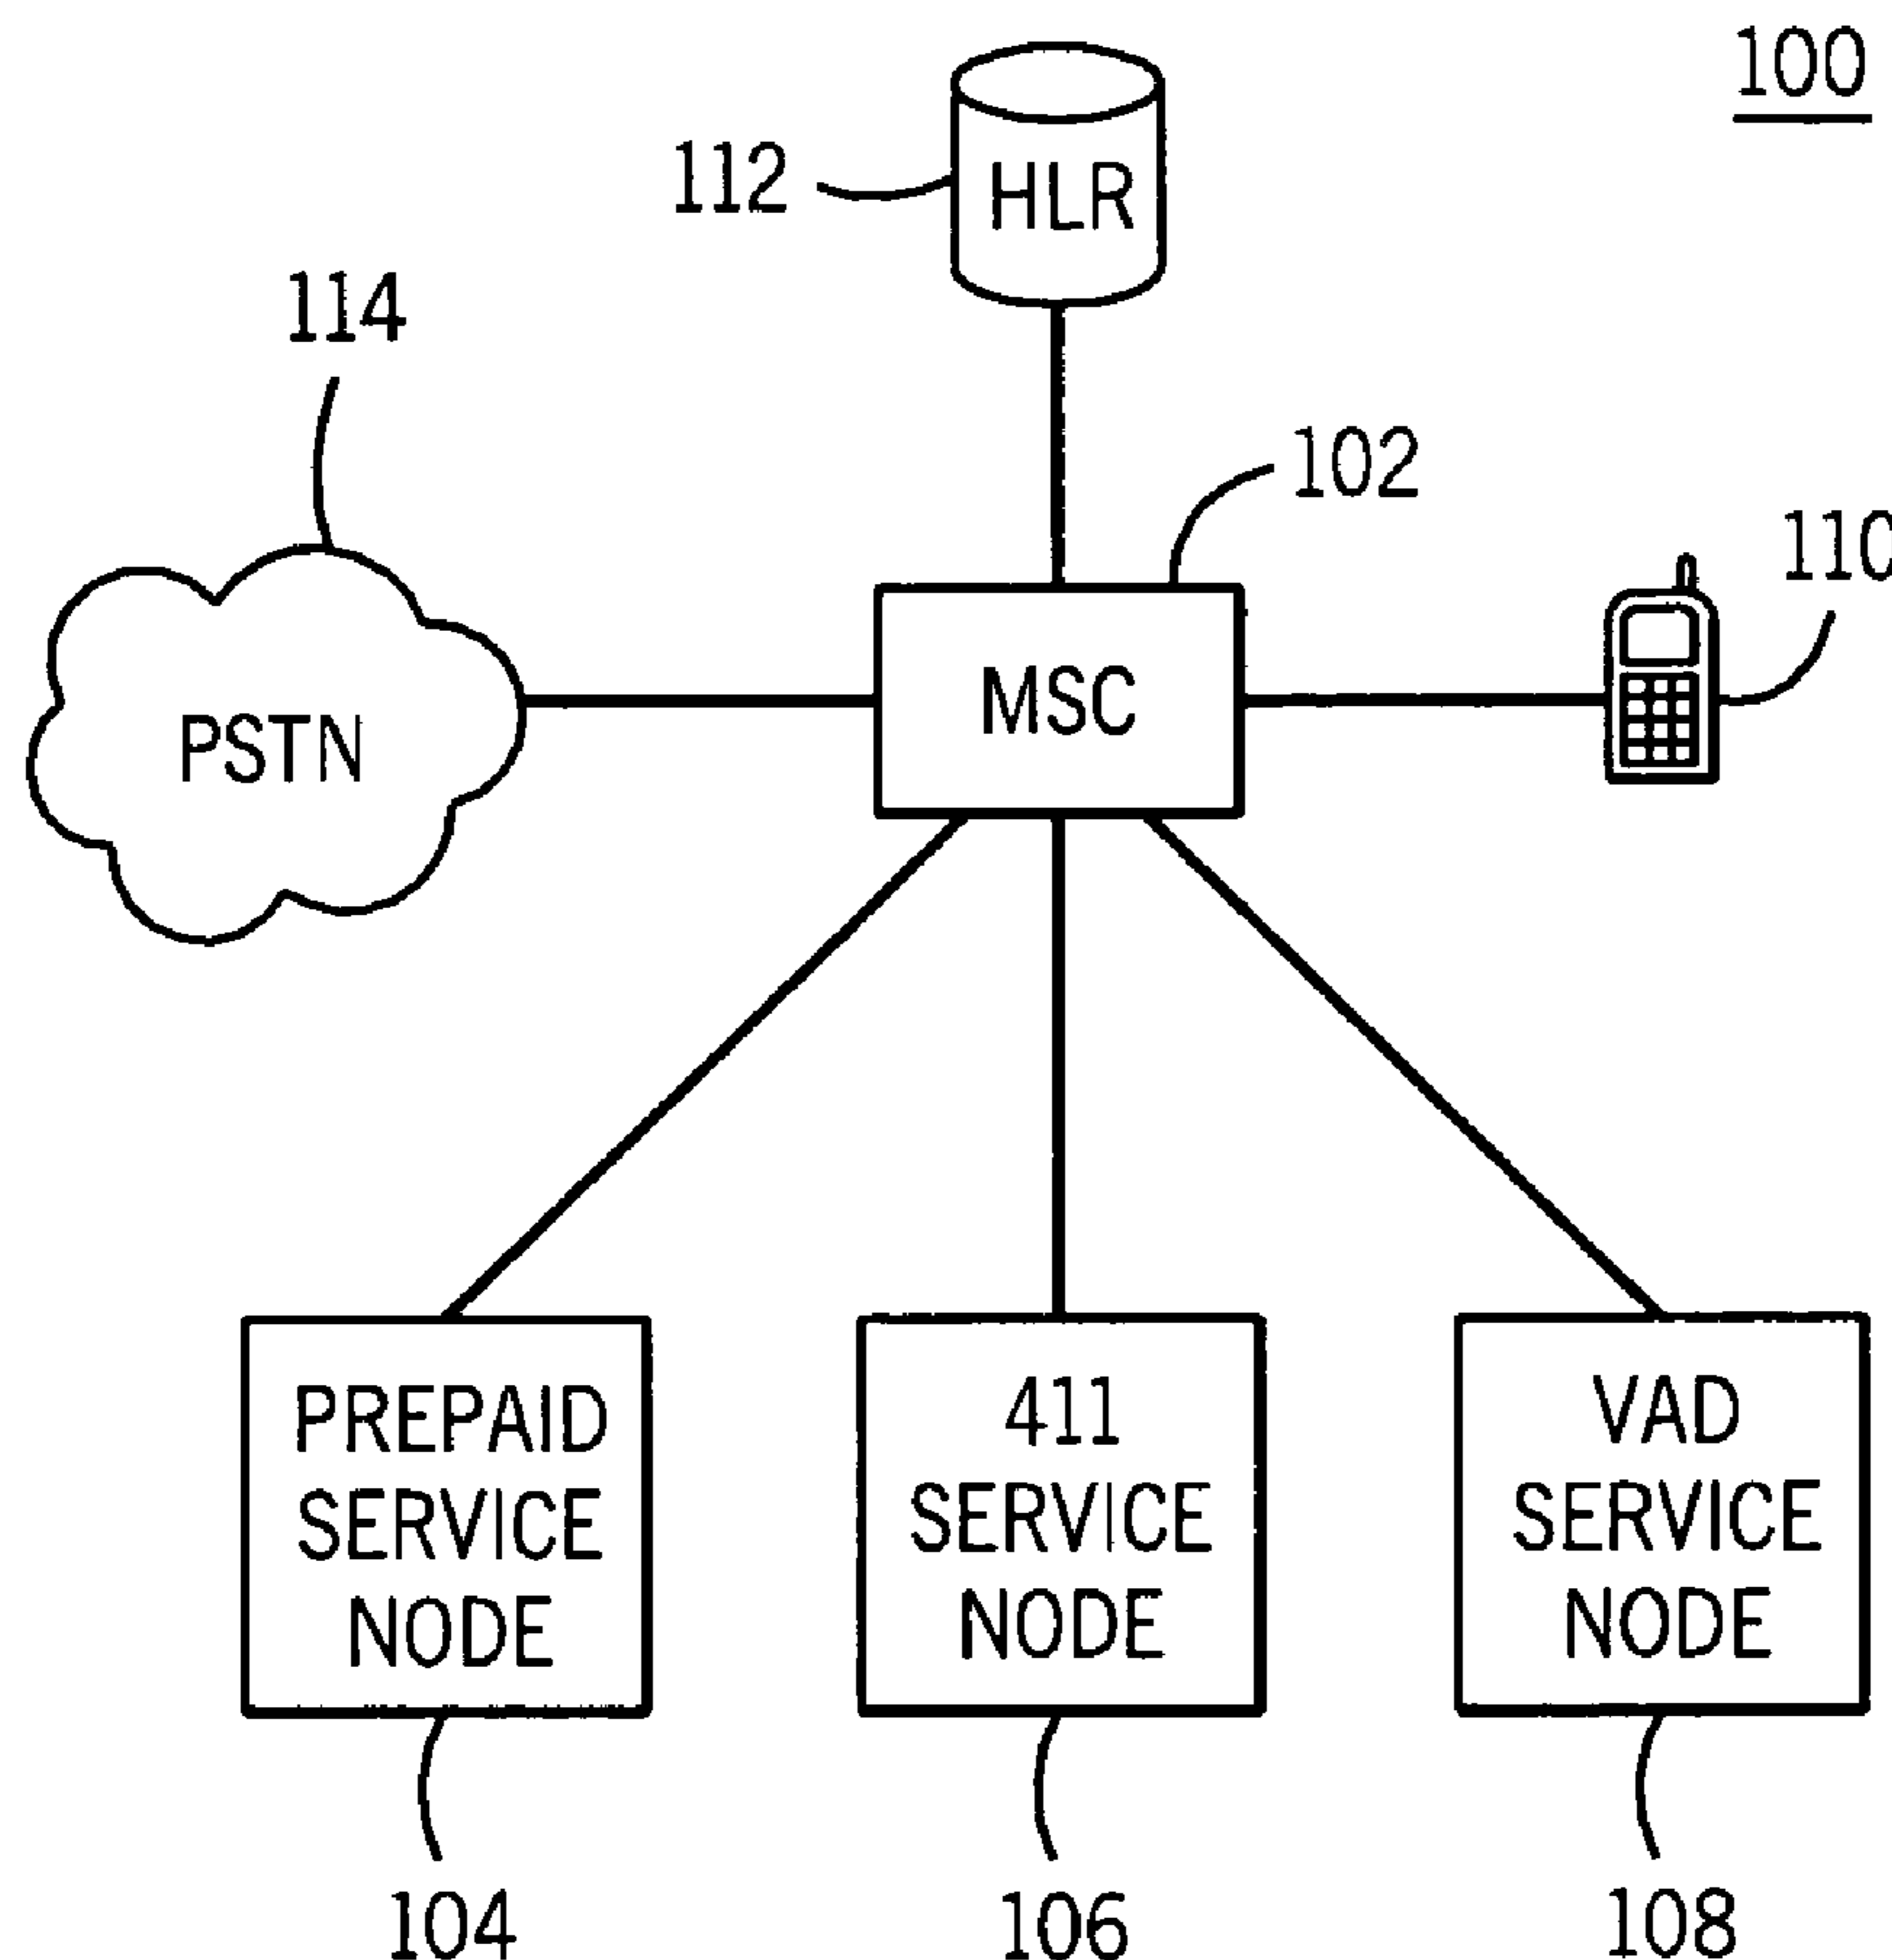 100
112
HLR
114
102
110
MSC
PSTN
PREPAID
SERVICE
NODE
411
SERVICE
NODE
VAD
SERVICE
NODE
104
106
108